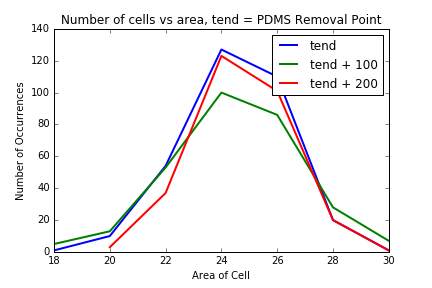 Number of cells vs area, tend = PDMS Removal Point
140
120
100
80
60
40
20
0
Number of Occurrences
tend
tend + 100
tend + 200
18 20 22 24 26 28 30
Area of Cell